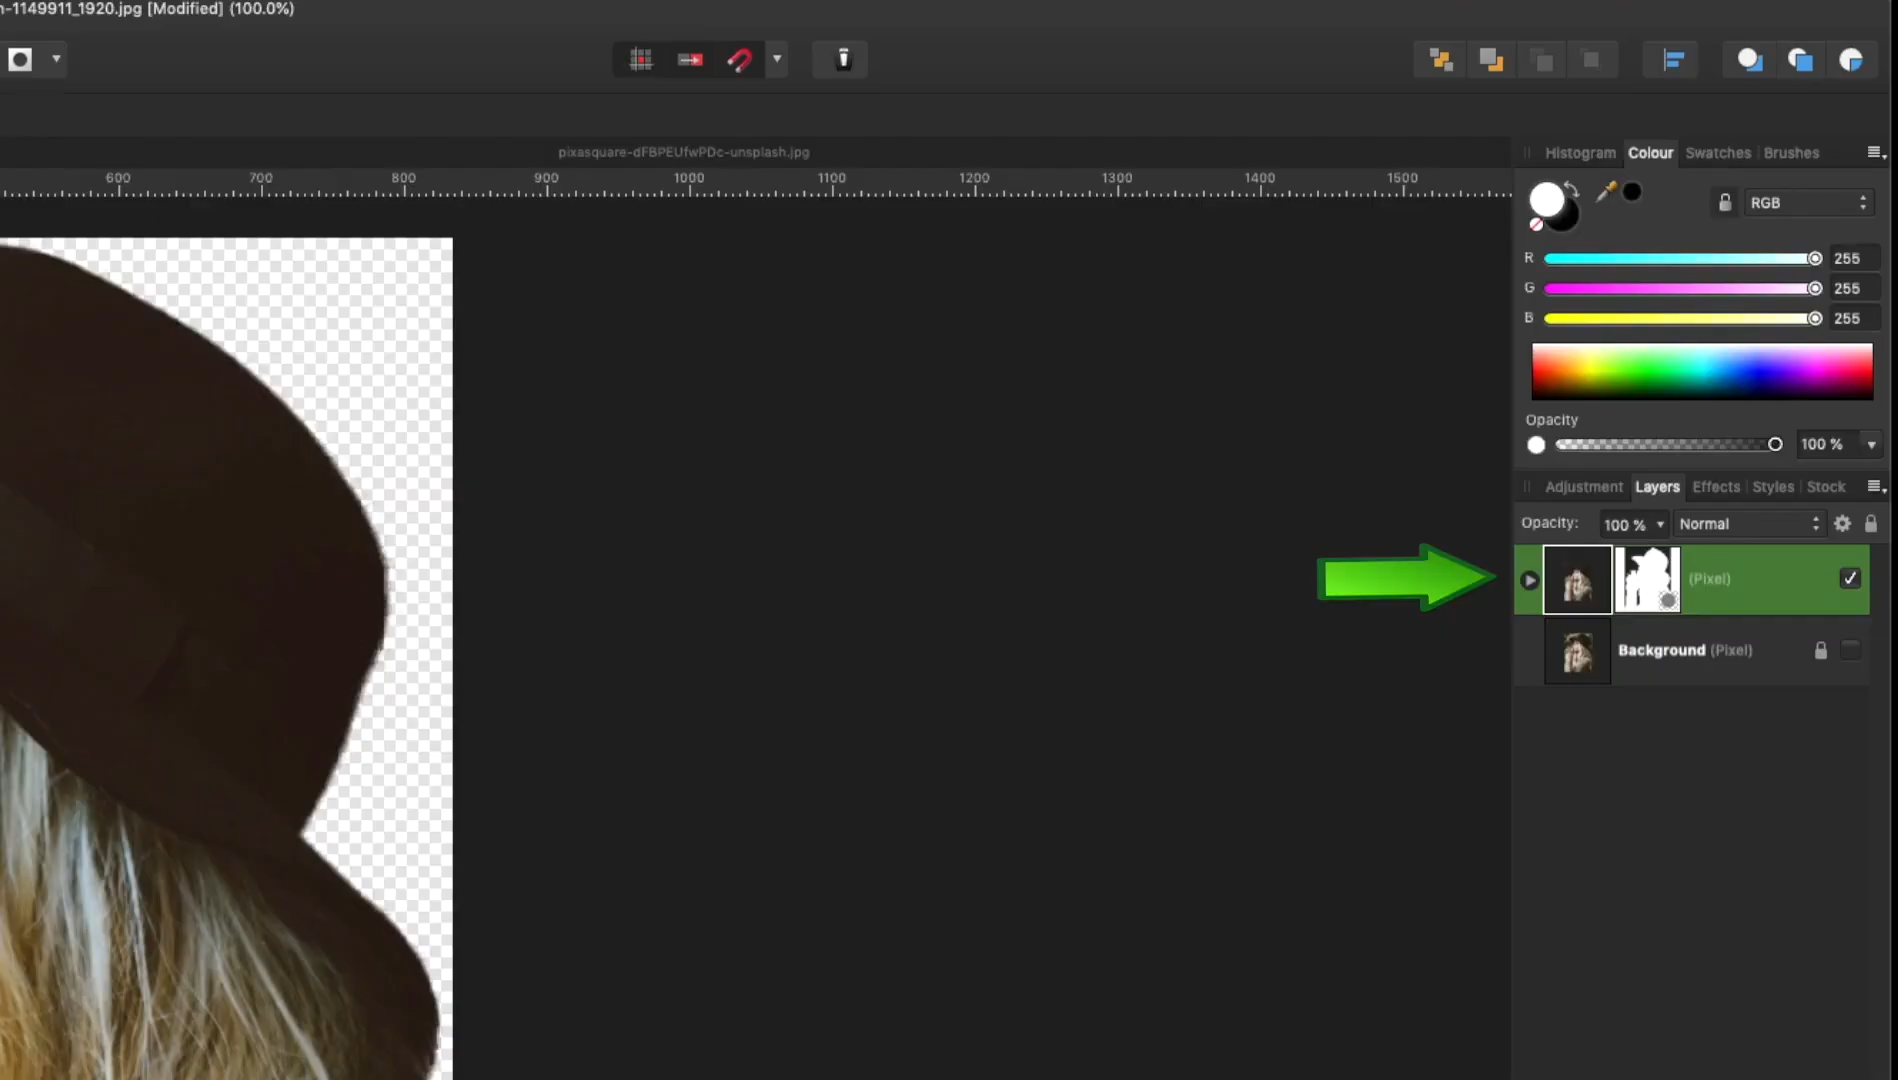 n-1149911_1920.jpg [Modified] (100.0%)
pixasquare-dFBPEUfwPDc-unsplash.jpg
600 700 800 900 1000 1100 1200 1300 1400 1500
Histogram Colour Swatches Brushes
RGB
R 255
G 255
B 255
Opacity
100 %
Adjustment Layers Effects Styles Stock
Opacity: 100 % Normal
(Pixel)
Background (Pixel)